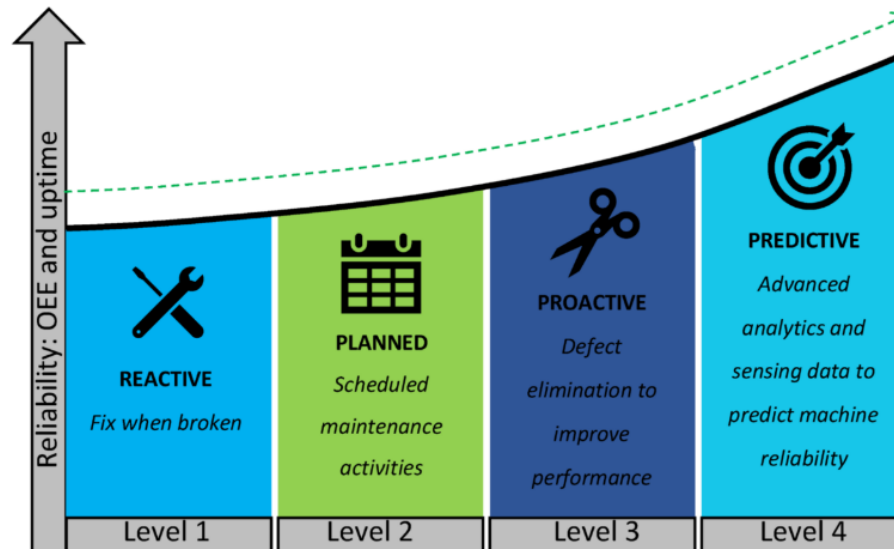 Reliability: OEE and uptime
REACTIVE
Fix when broken
PLANNED
Scheduled
maintenance
activities
PROACTIVE
Defect
elimination to
improve
performance
PREDICTIVE
Advanced
analytics and
sensing data to
predict machine
reliability
Level 1
Level 2
Level 3
Level 4